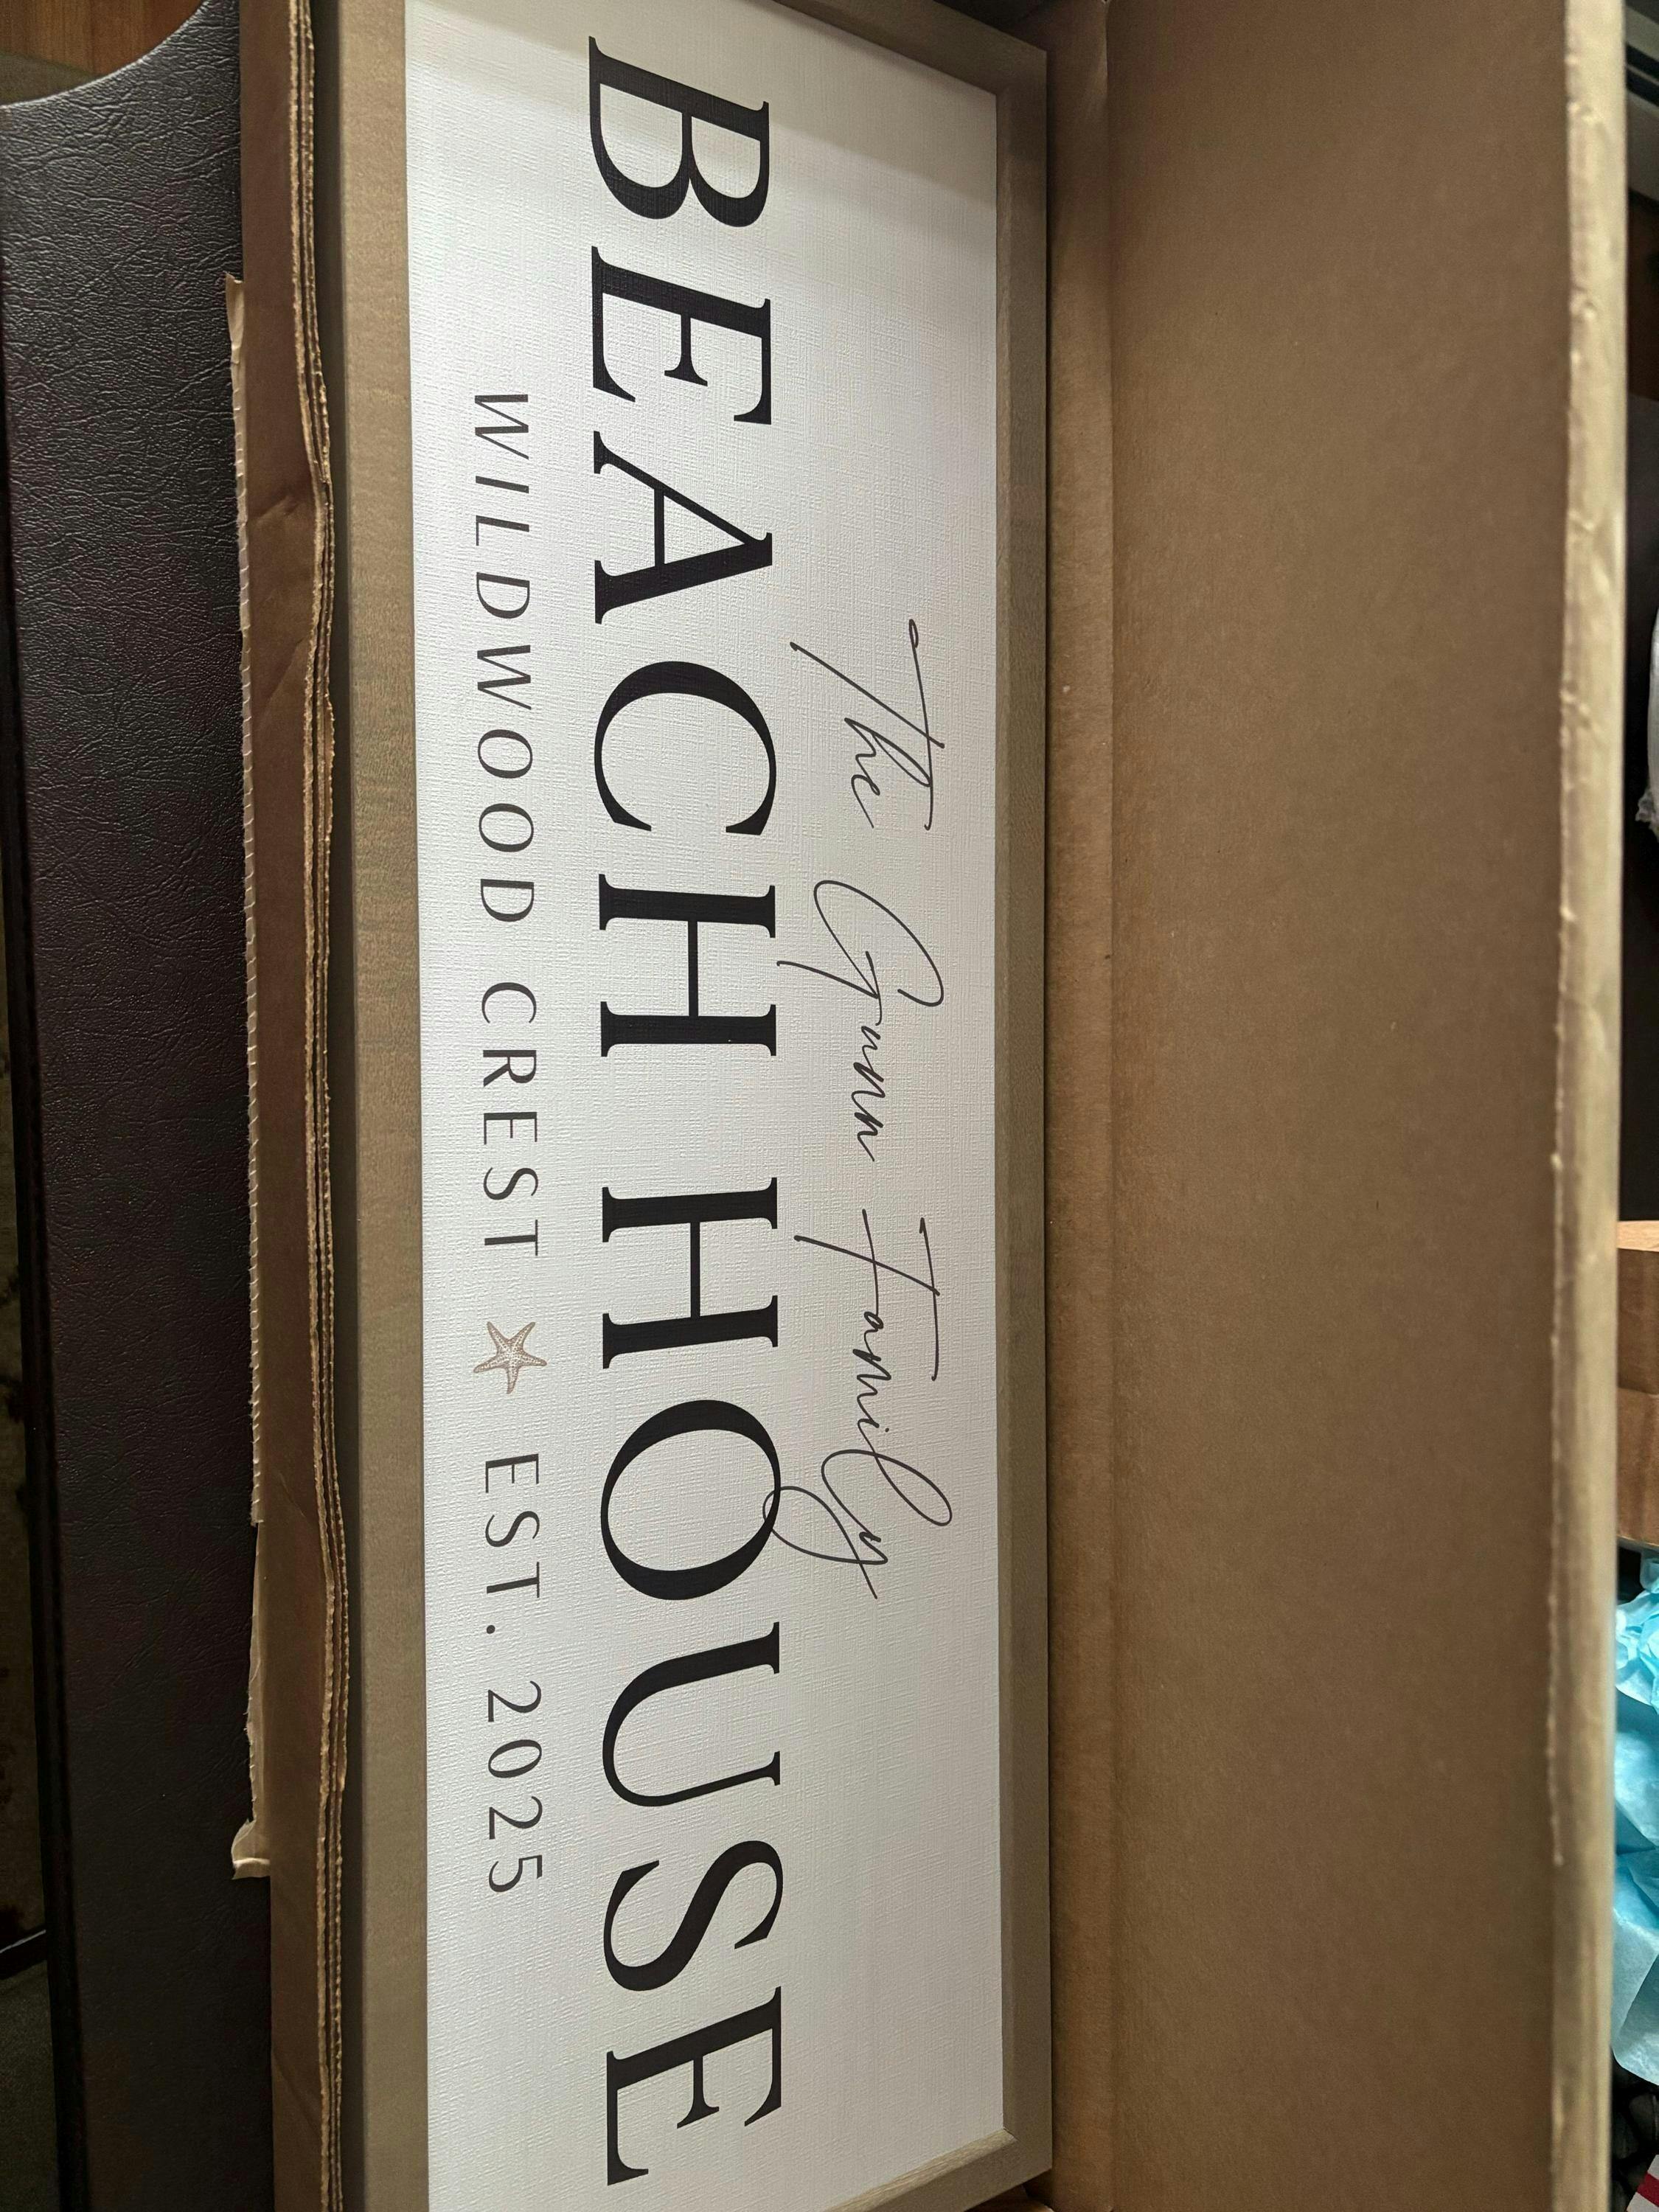 The Gunn Family
BEACH HOUSE
WILDWOOD CREST EST. 2025